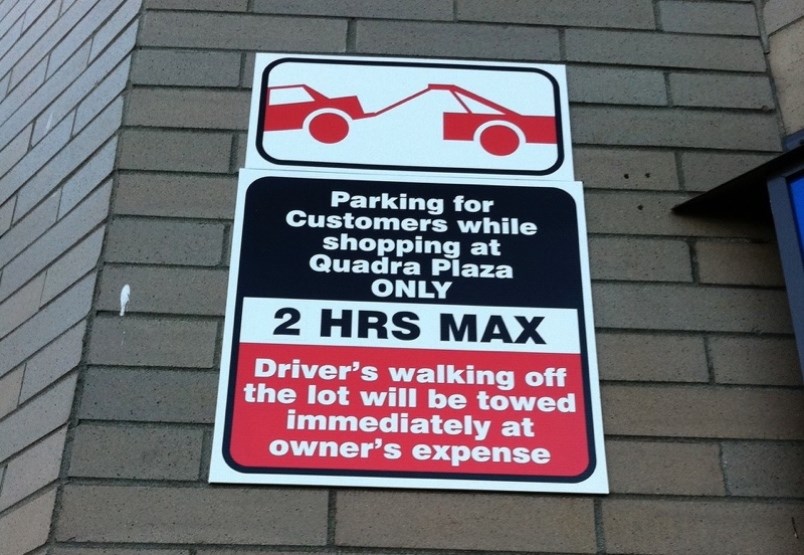 Parking for
Customers while
shopping at
Quadra Plaza
ONLY
2 HRS MAX
Driver's walking off
the lot will be towed
immediately at
owner's expense